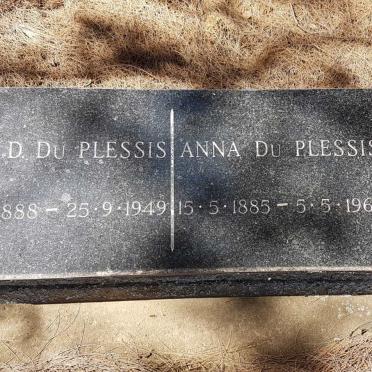 .D. DU PLESSIS ANNA DU PLESSIS
888 - 25·9·1949 15·5·1885 - 5·5·196